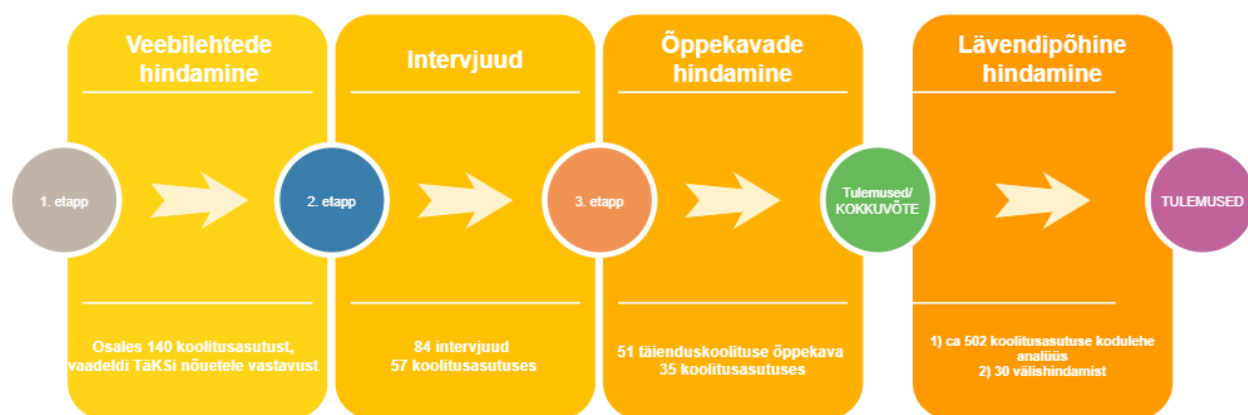 Veebilehtede
hindamine
Intervjuud
Õppekavade
hindamine
Lävendipõhine
hindamine
1. etapp
2. etapp
3. etapp
Tulemused/
KOKKUVÕTE
TULEMUSED
Osales 140 koolitusasutust,
vaadeldi TäKSi nõuetele vastavust
84 intervjuud
57 koolitusasutuses
51 täienduskoolituse õppekava
35 koolitusasutuses
1) ca 502 koolitusasutuse kodulehe
analüüs
2) 30 välishindamist